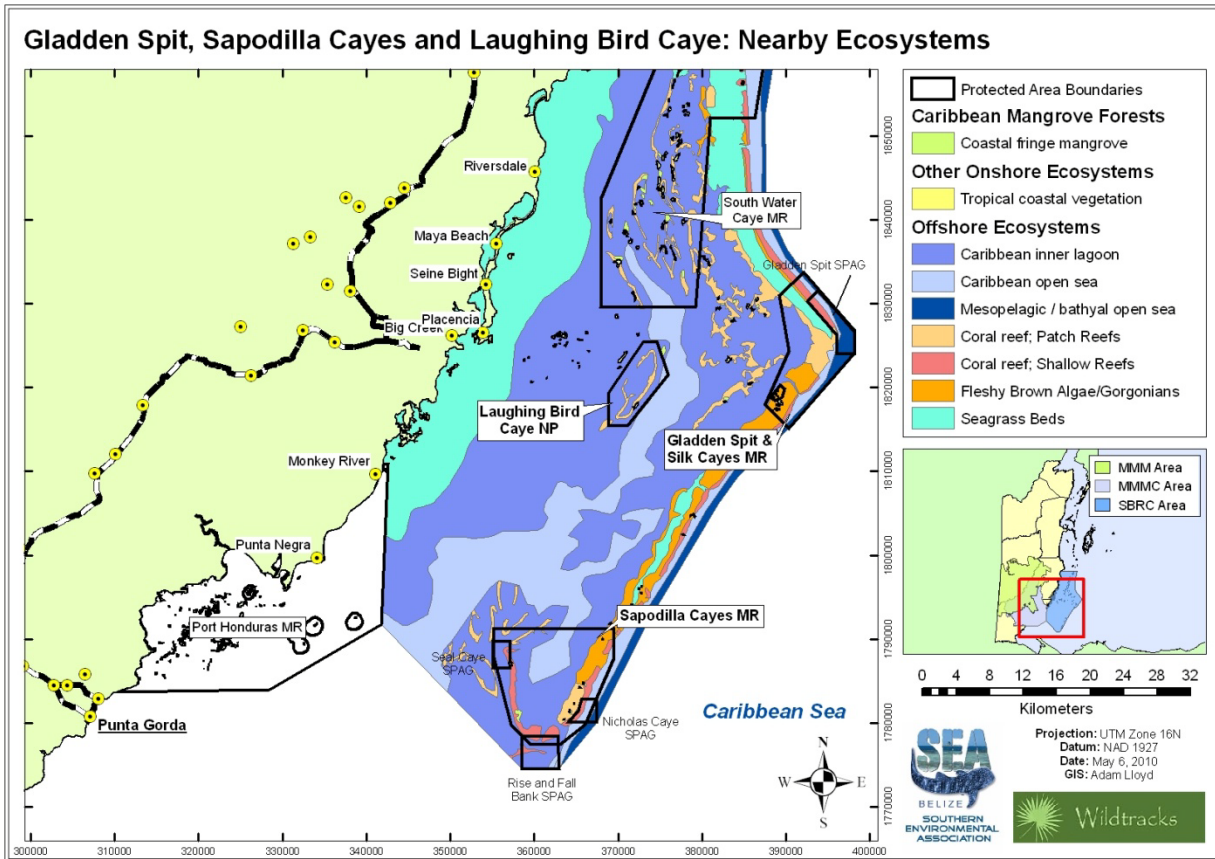 Gladden Spit, Sapodilla Cayes and Laughing Bird Caye: Nearby Ecosystems
Riversdale
Maya Beach
Seine Bight
Placencia
Big Creek
Monkey River
Punta Negra
Port Honduras MR
Punta Gorda
South Water
Caye MR
Gladden Spit SPAG
Laughing Bird
Caye NP
Gladden Spit &
Silk Cayes MR
Sapodilla Cayes MR
Seal Caye
SPAG
Nicholas Caye
SPAG
Rise and Fall
Bank SPAG
Caribbean Sea
N
W
E
S
1860000
1840000
1850000
1830000
1820000
1810000
1800000
1790000
1780000
1770000
300000
310000
320000
330000
340000
350000
360000
370000
380000
390000
400000
Protected Area Boundaries
Caribbean Mangrove Forests
Coastal fringe mangrove
Other Onshore Ecosystems
Tropical coastal vegetation
Offshore Ecosystems
Caribbean inner lagoon
Caribbean open sea
Mesopelagic / bathyal open sea
Coral reef; Patch Reefs
Coral reef; Shallow Reefs
Fleshy Brown Algae/Gorgonians
Seagrass Beds
MMM Area
MMMC Area
SBRC Area
0 4 8 12 16 20 24 28 32
Kilometers
Projection: UTM Zone 16N
Datum: NAD 1927
Date: May 6, 2010
GIS: Adam Lloyd
SEA
BELIZE
SOUTHERN
ENVIRONMENTAL
ASSOCIATION
Wildtracks